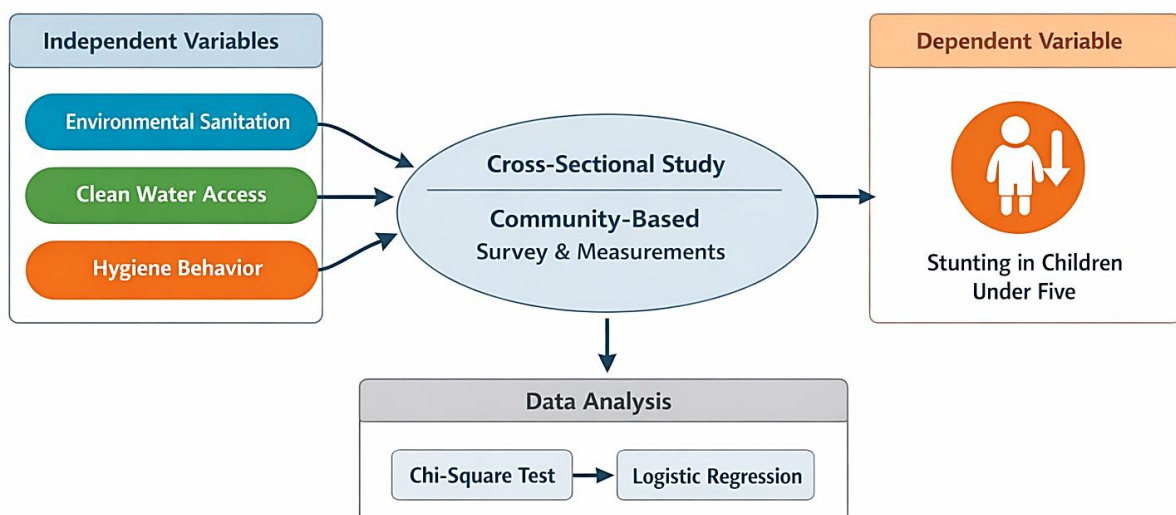 Independent Variables
Environmental Sanitation
Clean Water Access
Hygiene Behavior
Cross-Sectional Study
Community-Based
Survey & Measurements
Dependent Variable
Stunting in Children
Under Five
Data Analysis
Chi-Square Test
Logistic Regression